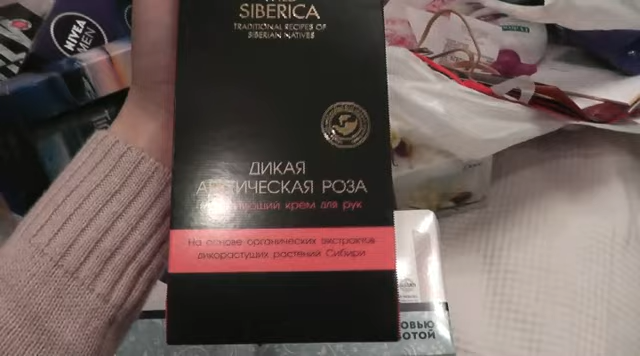 SIBERICA
TRADITIONAL RECIPES OF
SIBERIAN NATIVES
ДИКАЯ
РОЗА
крем для рук
На основе органических экстрактов
дикорастущих растений Сибири
NIVEA
MEN